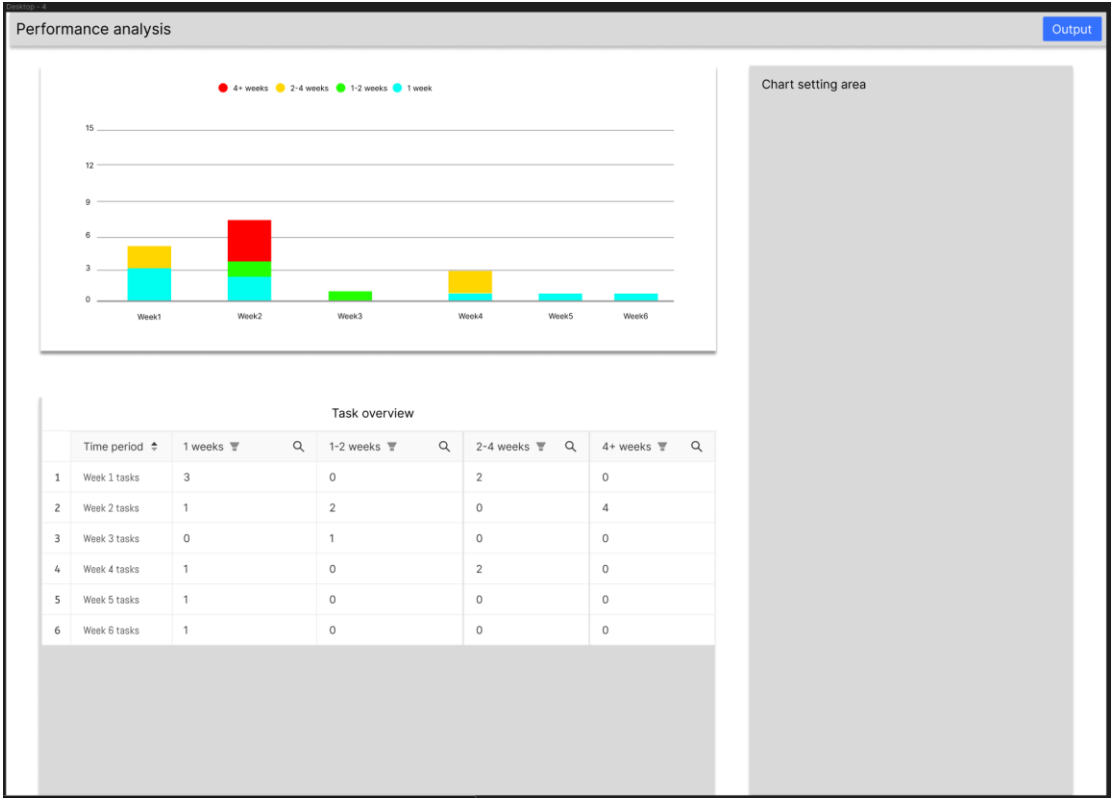 Desktop - 4
Performance analysis
Output
4+ weeks 2-4 weeks 1-2 weeks 1 week
Chart setting area
15
12
9
6
3
0
Week1 Week2 Week3 Week4 Week5 Week6
Task overview
Time period 1 weeks 1-2 weeks 2-4 weeks 4+ weeks
1 Week 1 tasks 3 0 2 0
2 Week 2 tasks 1 2 0 4
3 Week 3 tasks 0 1 0 0
4 Week 4 tasks 1 0 2 0
5 Week 5 tasks 1 0 0 0
6 Week 6 tasks 1 0 0 0